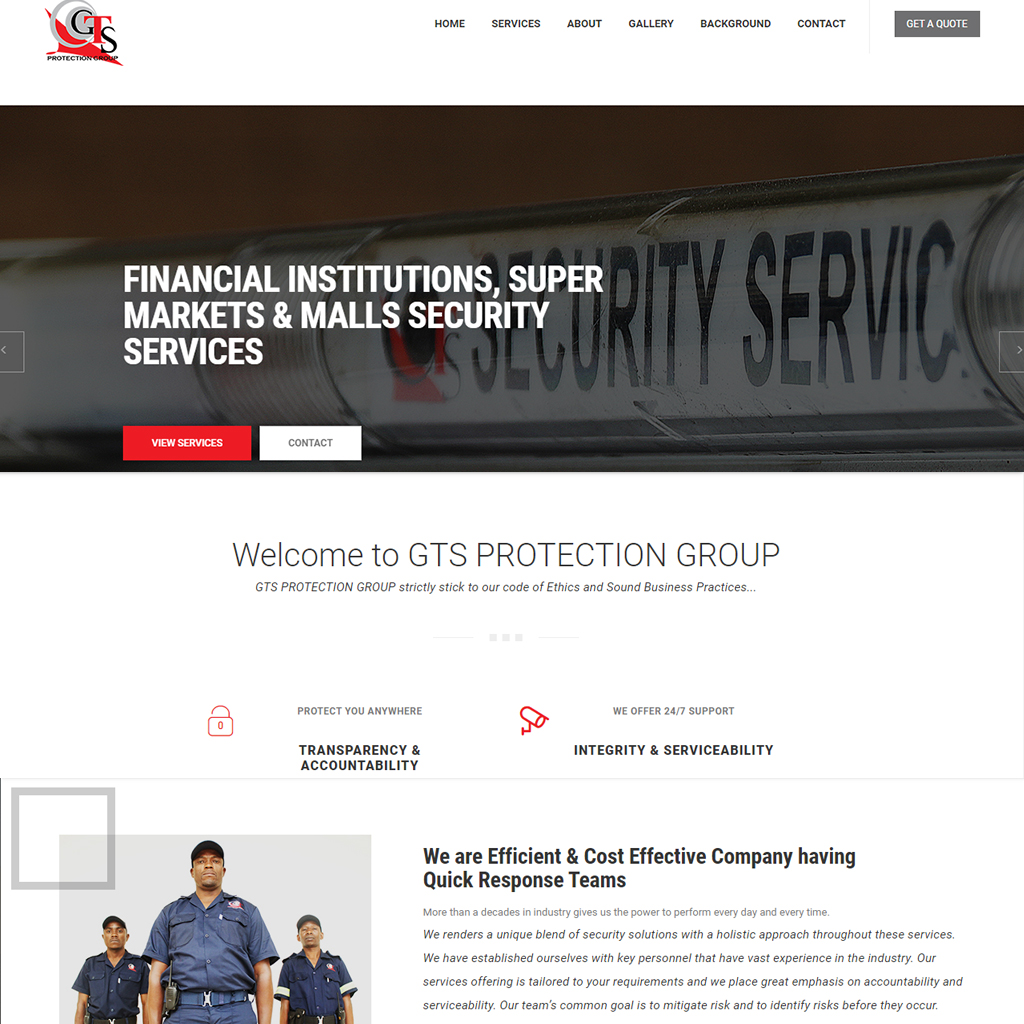 GTS
PROTECTION GROUP
HOME
SERVICES
ABOUT
GALLERY
BACKGROUND
CONTACT
GET A QUOTE
SECURITY SERVIC
FINANCIAL INSTITUTIONS, SUPER
MARKETS & MALLS SECURITY
SERVICES
VIEW SERVICES
CONTACT
Welcome to GTS PROTECTION GROUP
GTS PROTECTION GROUP strictly stick to our code of Ethics and Sound Business Practices...
0
PROTECT YOU ANYWHERE
TRANSPARENCY &
ACCOUNTABILITY
WE OFFER 24/7 SUPPORT
INTEGRITY & SERVICEABILITY
We are Efficient & Cost Effective Company having
Quick Response Teams
More than a decades in industry gives us the power to perform every day and every time.
We renders a unique blend of security solutions with a holistic approach throughout these services.
We have established ourselves with key personnel that have vast experience in the industry. Our
services offering is tailored to your requirements and we place great emphasis on accountability and
serviceability. Our team's common goal is to mitigate risk and to identify risks before they occur.